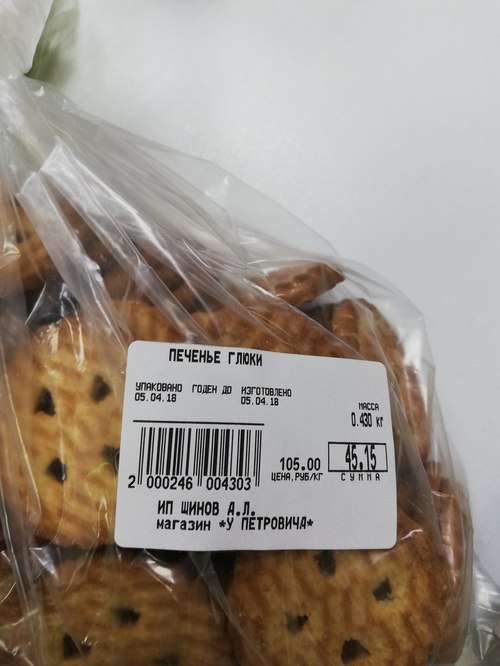 ПЕЧЕНЬЕ ГЛЮКИ
УПАКОВАНО ГОДЕН ДО ИЗГОТОВЛЕНО
05.04.18 05.04.18
МАССА
0.430 кг
105.00 45.15
ЦЕНА,РУБ/КГ СУММА
2 000246 004303
ИП ЩИНОВ А.Л.
магазин *У ПЕТРОВИЧА*